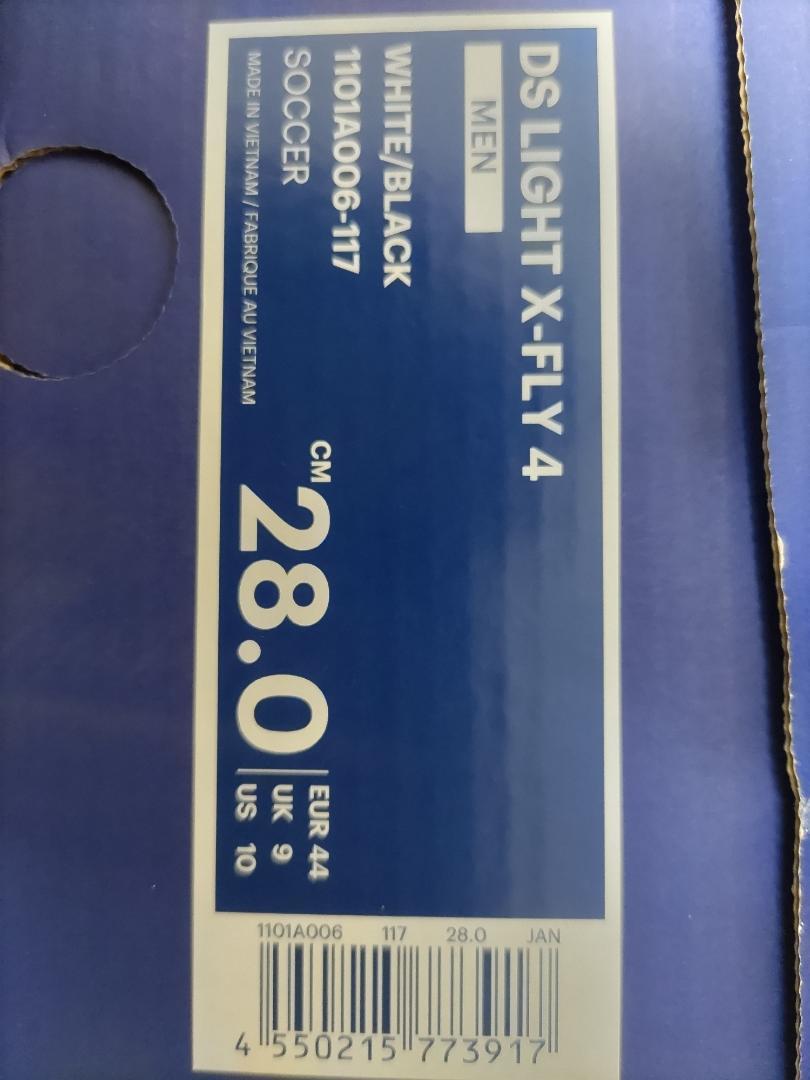 DS LIGHT X-FLY 4
MEN
WHITE/BLACK
1101A006-117
SOCCER
MADE IN VIETNAM / FABRIQUE AU VIETNAM
CM
28.0
EUR 44
UK 9
US 10
1101A006 117 28.0 JAN
4 550215 773917